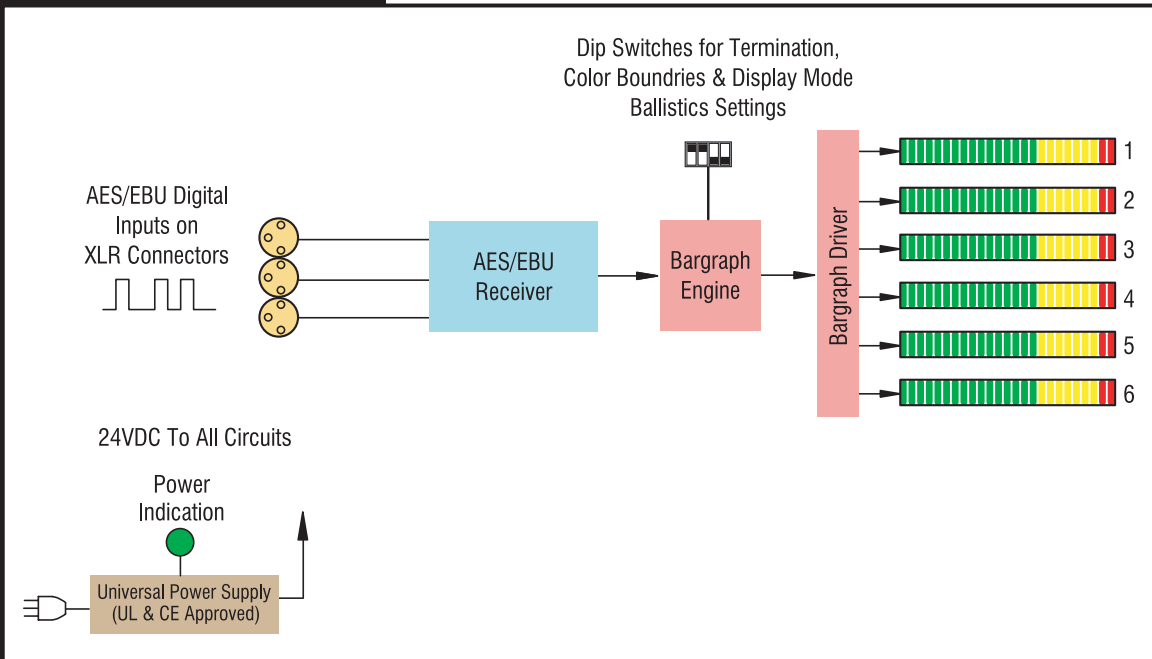 Dip Switches for Termination,
Color Boundries & Display Mode
Ballistics Settings
AES/EBU Digital
Inputs on
XLR Connectors
AES/EBU
Receiver
Bargraph
Engine
Bargraph Driver
1
2
3
4
5
6
24VDC To All Circuits
Power
Indication
Universal Power Supply
(UL & CE Approved)